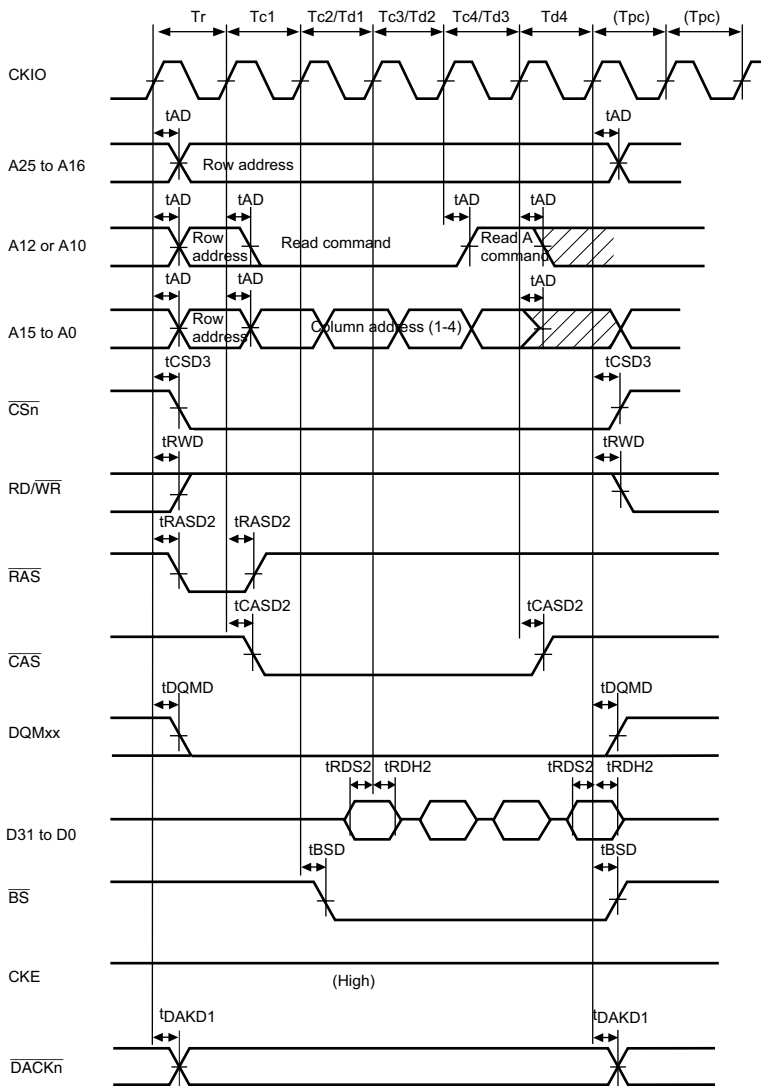 Tr Tc1 Tc2/Td1 Tc3/Td2 Tc4/Td3 Td4 (Tpc) (Tpc)
CKIO
tAD tAD
A25 to A16 Row address
tAD tAD tAD tAD
A12 or A10 Row address Read command Read A command
tAD tAD tAD
A15 to A0 Row address Column address (1-4)
tCSD3 tCSD3
CSn
tRWD tRWD
RD/WR
tRASD2 tRASD2
RAS
tCASD2 tCASD2
CAS
tDQMD tDQMD
DQMxx
tRDS2 tRDH2 tRDS2 tRDH2
D31 to D0
tBSD tBSD
BS
CKE (High)
tDAKD1 tDAKD1
DACKn